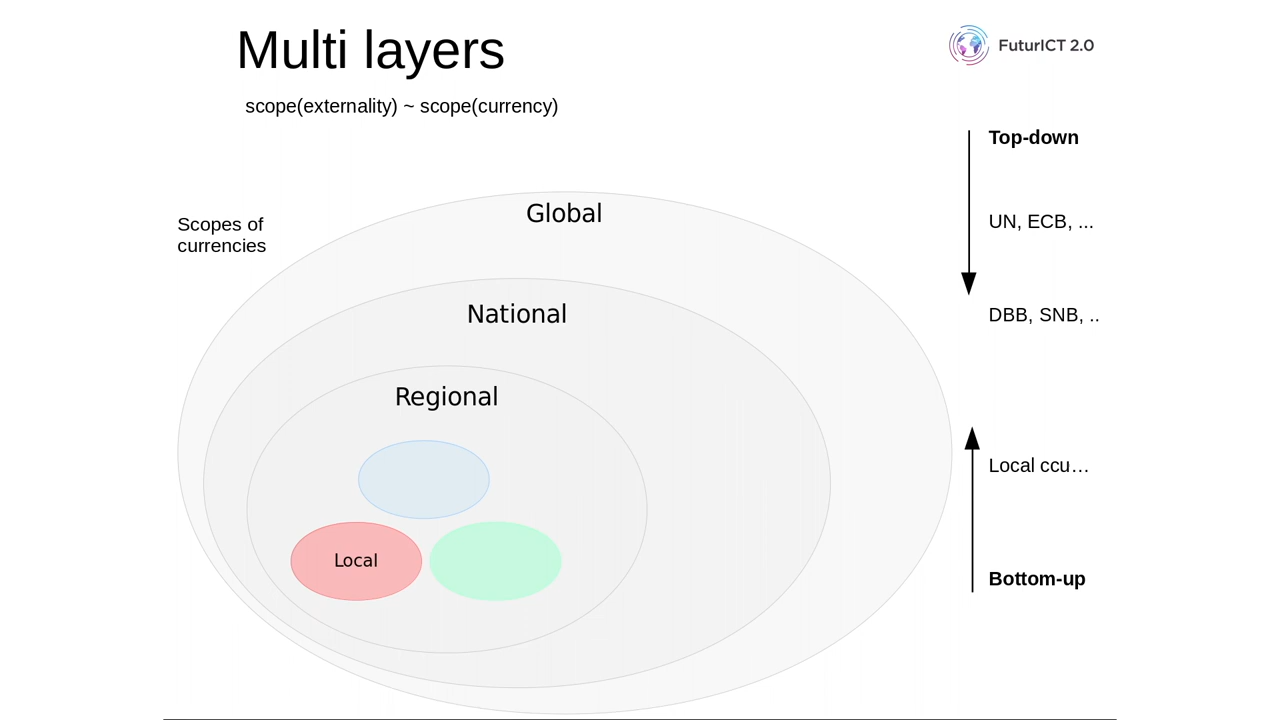 Multi layers
FuturICT 2.0
scope(externality) ~ scope(currency)
Top-down
Scopes of
currencies
Global
UN, ECB, ...
National
DBB, SNB, ..
Regional
Local ccu…
Local
Bottom-up